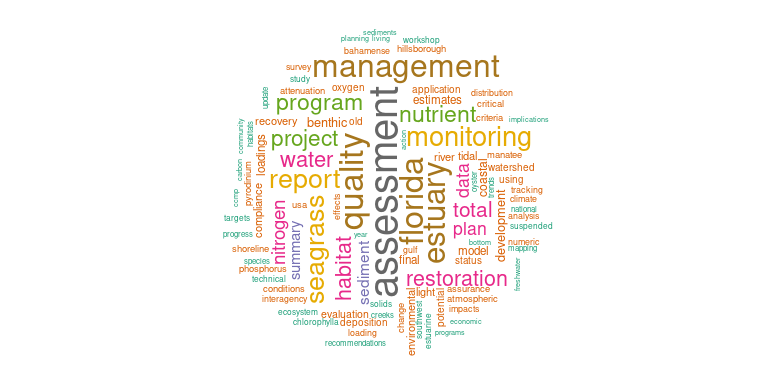 sediments
planning living
workshop
bahamense
hillsborough
survey
management
study
attenuation
oxygen
application
distribution
update
program
estimates
critical
nutrient
criteria
implications
recovery
benthic
old
community
habitats
project
quality
assessment
action
monitoring
loadings
water
river
tidal
manatee
florida
estuary
data
oyster
coastal
watershed
carbon
pyrodinium
report
trends
using
tracking
climate
ccmp
compliance
nitrogen
summary
usa
seagrass
effects
total
national
analysis
development
targets
suspended
progress
year
plan
shoreline
habitat
sediment
gulf
bottom
numeric
mapping
species
final
model
status
phosphorus
technical
restoration
freshwater
conditions
light
assurance
interagency
potential
atmospheric
solids
environmental
southwest
impacts
ecosystem
evaluation
creeks
change
estuarine
economic
chlorophylla
deposition
loading
programs
recommendations